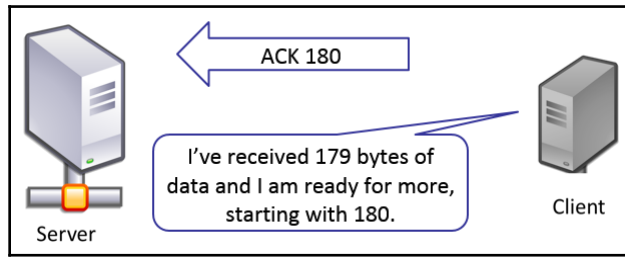 ACK 180
I’ve received 179 bytes of
data and I am ready for more,
starting with 180.
Server
Client